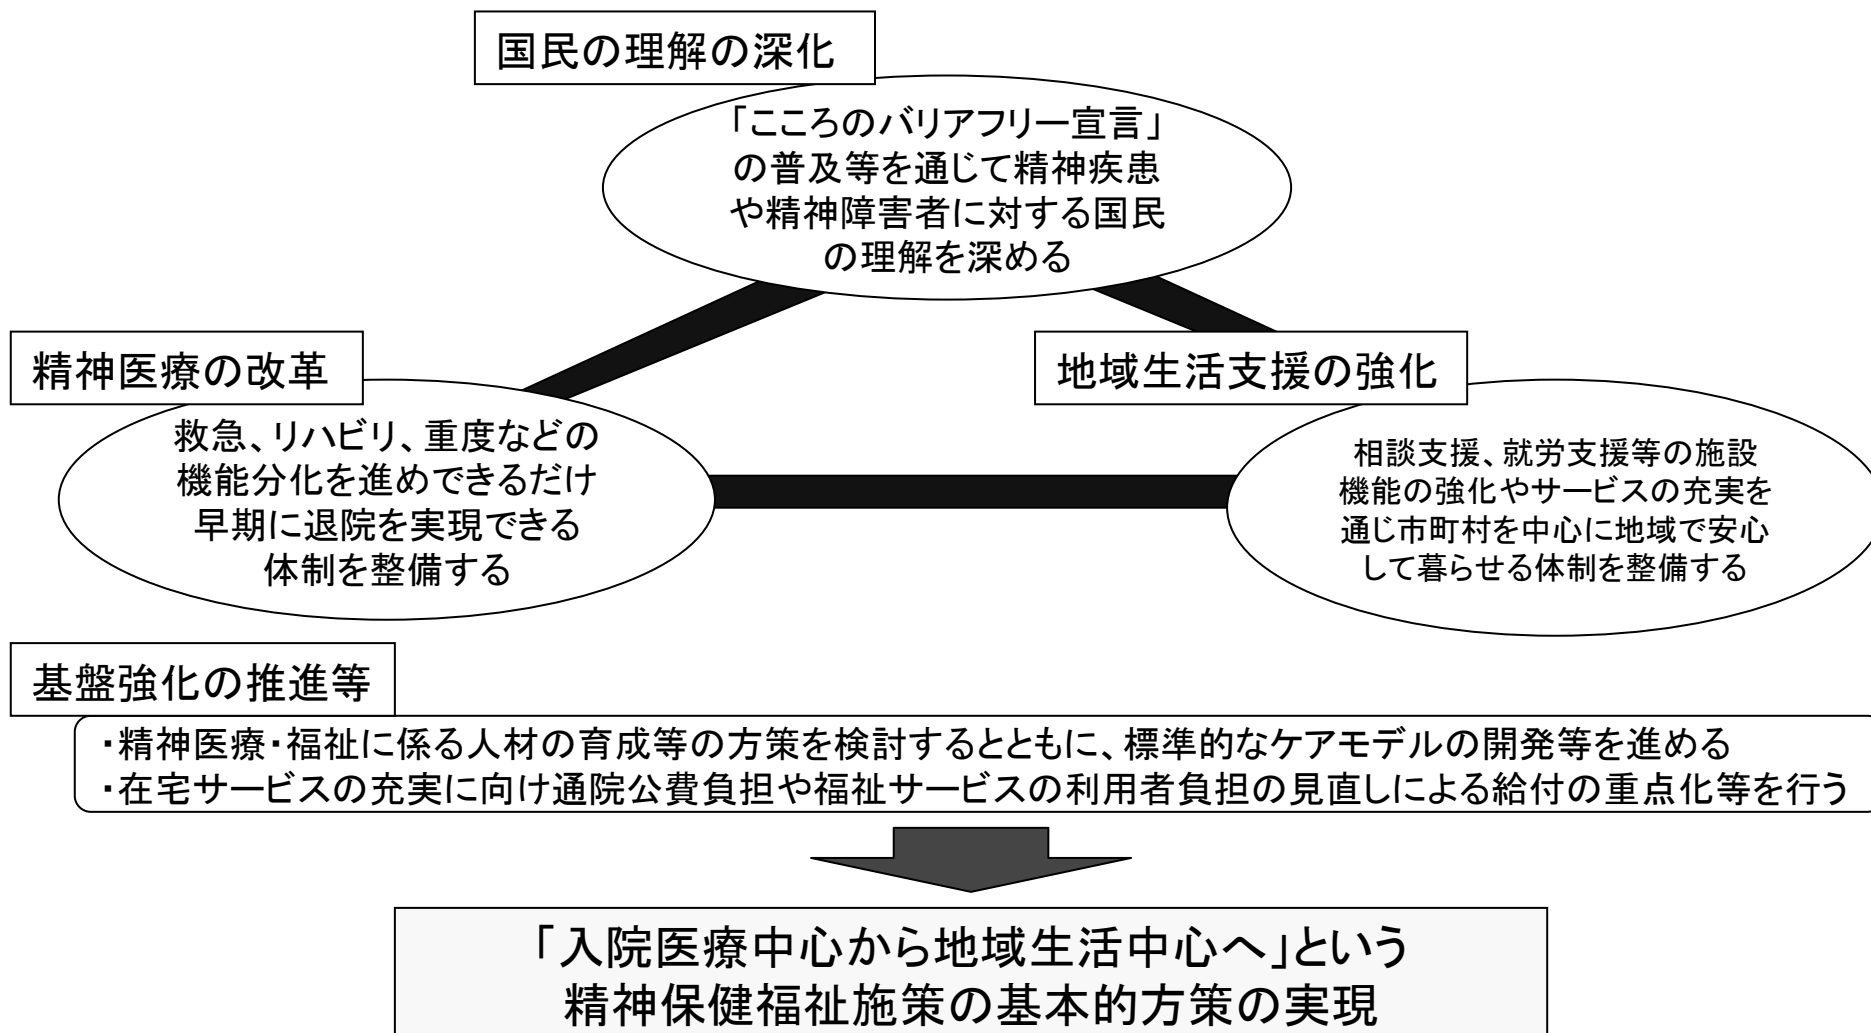 国民の理解の深化
「こころのバリアフリー宣言」
の普及等を通じて精神疾患
や精神障害者に対する国民
の理解を深める
精神医療の改革
救急、リハビリ、重度などの
機能分化を進めできるだけ
早期に退院を実現できる
体制を整備する
地域生活支援の強化
相談支援、就労支援等の施設
機能の強化やサービスの充実を
通じ市町村を中心に地域で安心
して暮らせる体制を整備する
基盤強化の推進等
・精神医療・福祉に係る人材の育成等の方策を検討するとともに、標準的なケアモデルの開発等を進める
・在宅サービスの充実に向け通院公費負担や福祉サービスの利用者負担の見直しによる給付の重点化等を行う
「入院医療中心から地域生活中心へ」という
精神保健福祉施策の基本的方策の実現